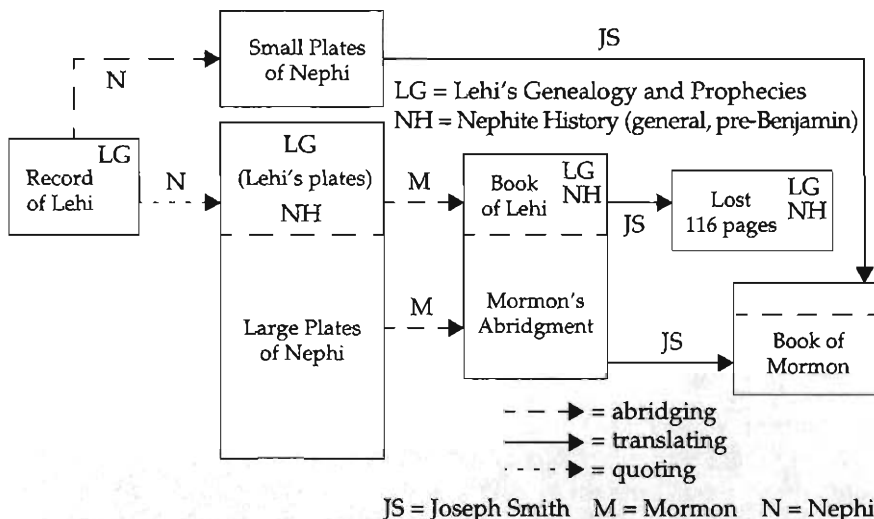 Small Plates
of Nephi
JS
N
LG = Lehi's Genealogy and Prophecies
NH = Nephite History (general, pre-Benjamin)
LG
Record
of Lehi
N
LG
(Lehi's plates)
NH
M
Book
of Lehi
LG
NH
JS
Lost
116 pages
LG
NH
Large Plates
of Nephi
M
Mormon's
Abridgment
JS
Book of
Mormon
= abridging
= translating
= quoting
JS = Joseph Smith M = Mormon N = Nephi